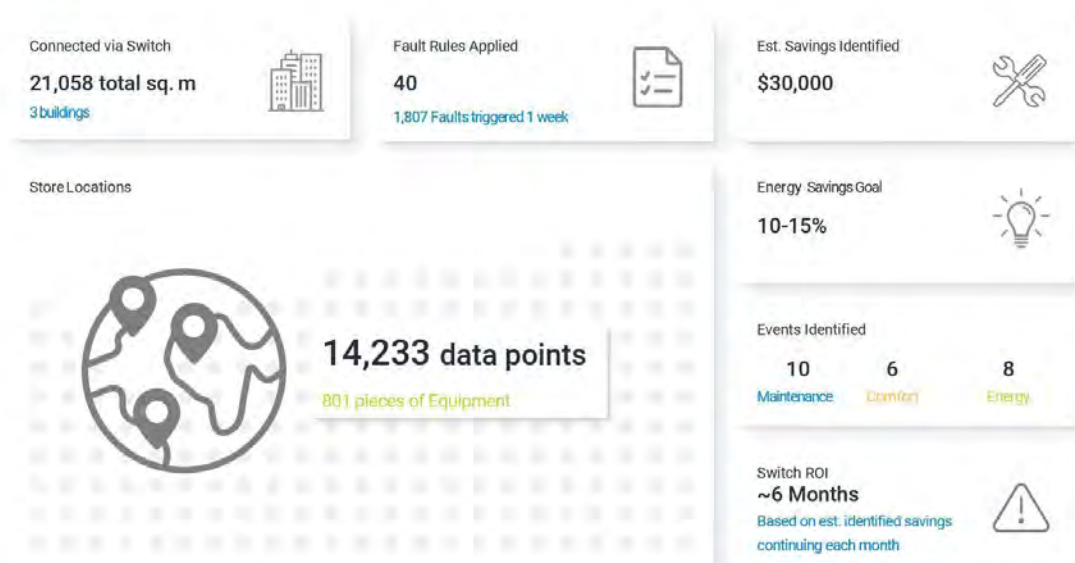 Connected via Switch
21,058 total sq. m
3 buildings
Fault Rules Applied
40
1,807 Faults triggered 1 week
Est. Savings Identified
$30,000
Store Locations
14,233 data points
801 pieces of Equipment
Energy Savings Goal
10-15%
Events Identified
10 6 8
Maintenance Comfort Energy
Switch ROI
~6 Months
Based on est. identified savings
continuing each month